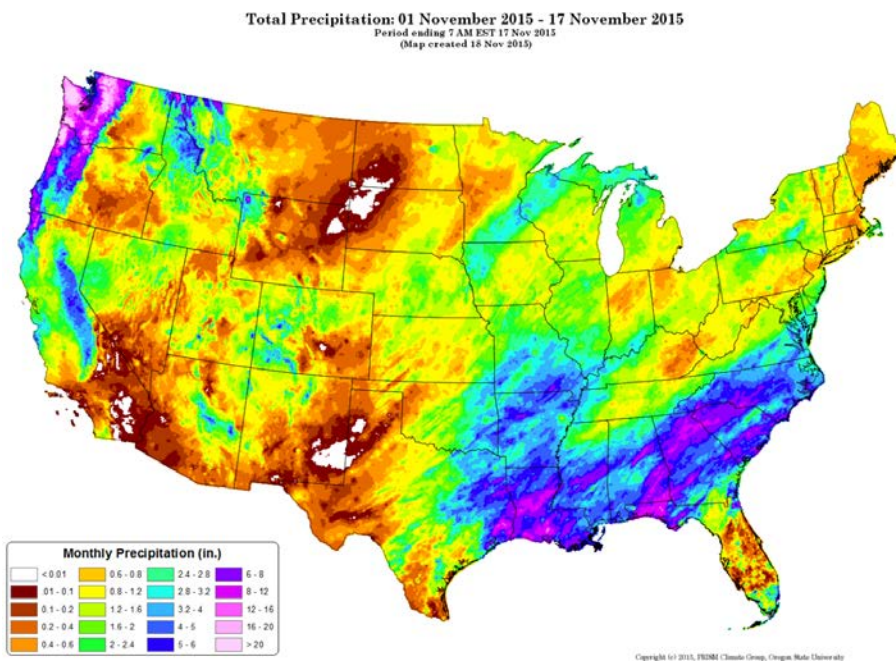 Total Precipitation: 01 November 2015 - 17 November 2015
Period ending 7 AM EST 17 Nov 2015
(Map created 18 Nov 2015)
Monthly Precipitation (in.)
<0.01 0.6 - 0.8 2.4 - 2.8 6 - 8
.01 - 0.1 0.8 - 1.2 2.8 - 3.2 8 - 12
0.1 - 0.2 1.2 - 1.6 3.2 - 4 12 - 16
0.2 - 0.4 1.6 - 2 4 - 5 16 - 20
0.4 - 0.6 2 - 2.4 5 - 6 > 20
Copyright (c) 2015, PRISM Climate Group, Oregon State University